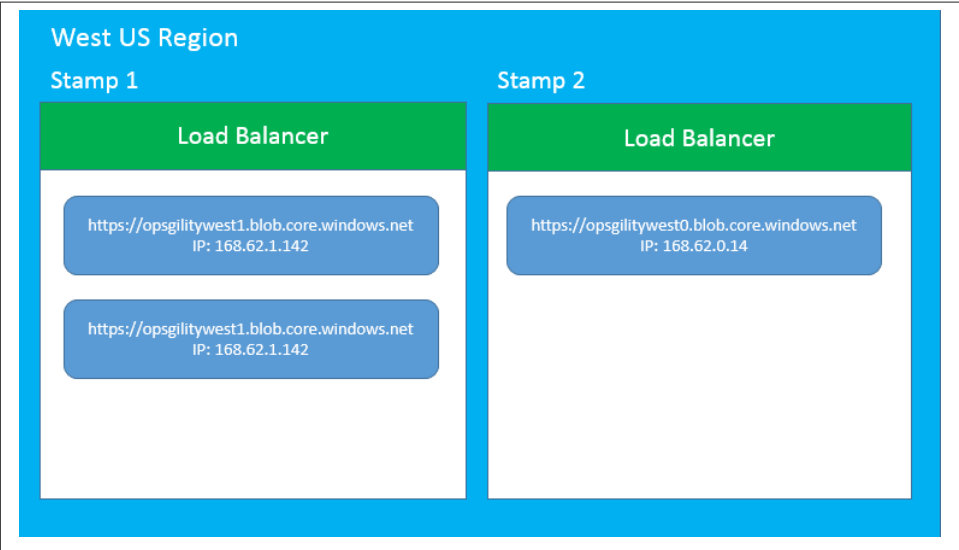 West US Region
Stamp 1
Load Balancer
https://opsgilitywest1.blob.core.windows.net
IP: 168.62.1.142
https://opsgilitywest1.blob.core.windows.net
IP: 168.62.1.142
Stamp 2
Load Balancer
https://opsgilitywest0.blob.core.windows.net
IP: 168.62.0.14